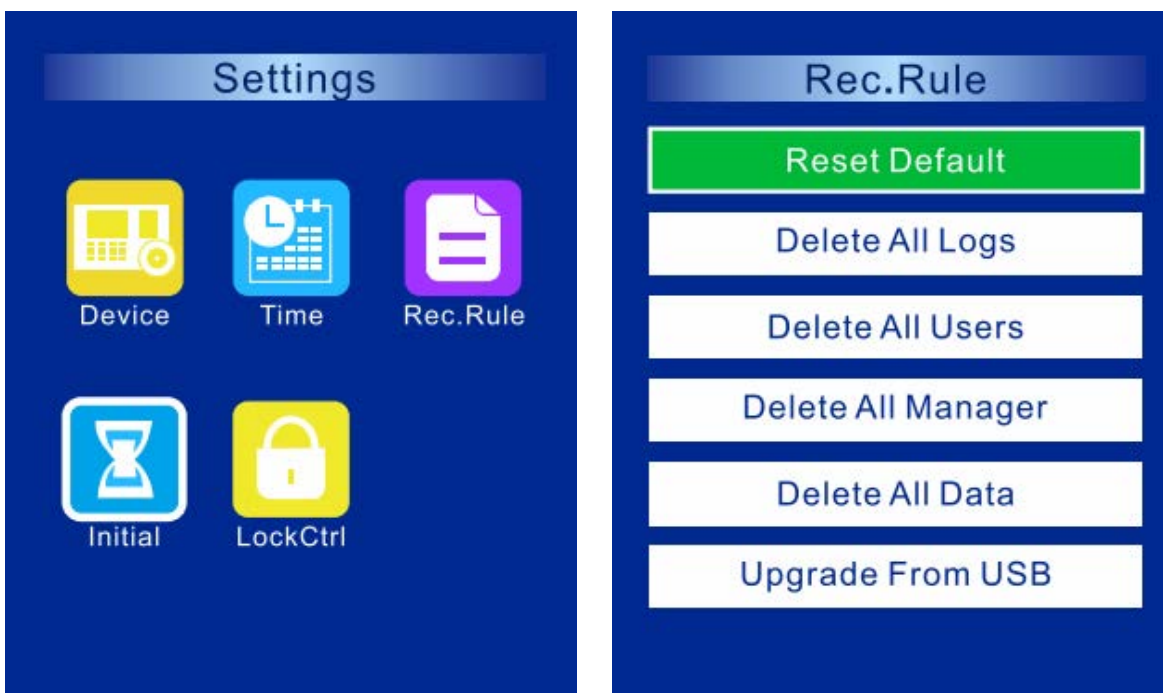 Settings
Device Time Rec.Rule
Initial LockCtrl
Rec.Rule
Reset Default
Delete All Logs
Delete All Users
Delete All Manager
Delete All Data
Upgrade From USB